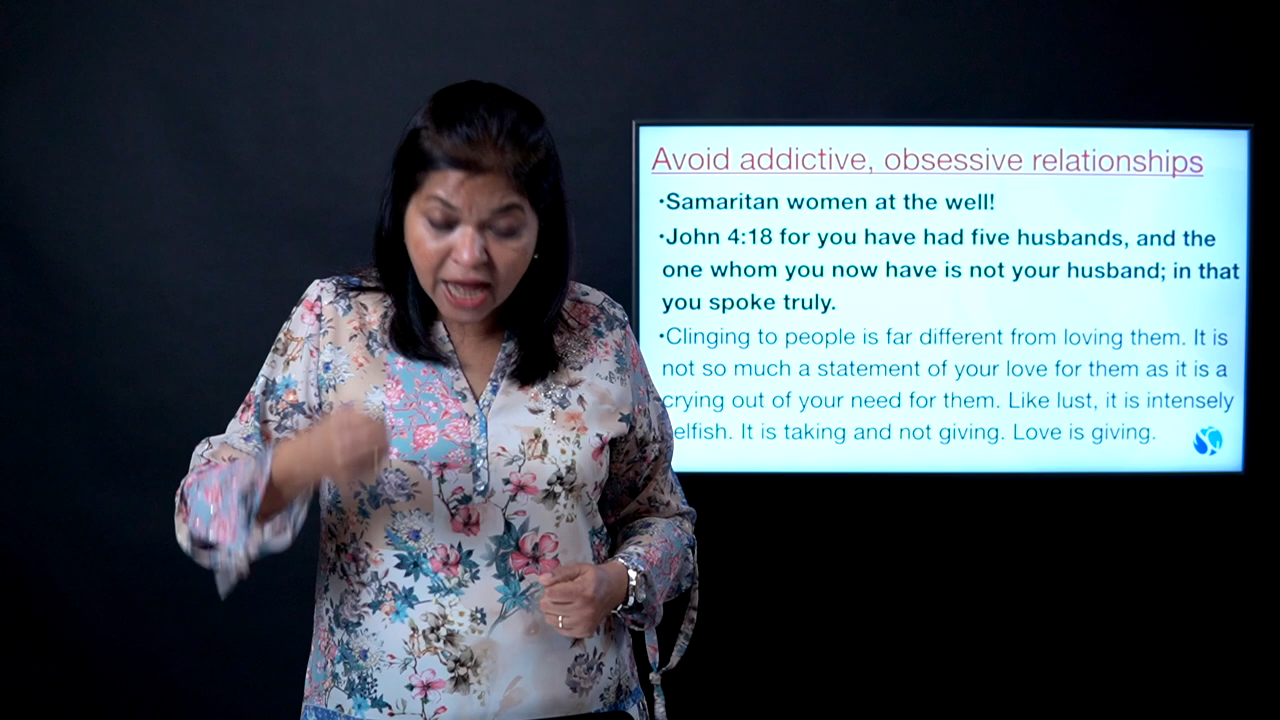 Avoid addictive, obsessive relationships
•Samaritan women at the well!
•John 4:18 for you have had five husbands, and the
one whom you now have is not your husband; in that
you spoke truly.
•Clinging to people is far different from loving them. It is
not so much a statement of your love for them as it is a
crying out of your need for them. Like lust, it is intensely
elfish. It is taking and not giving. Love is giving.